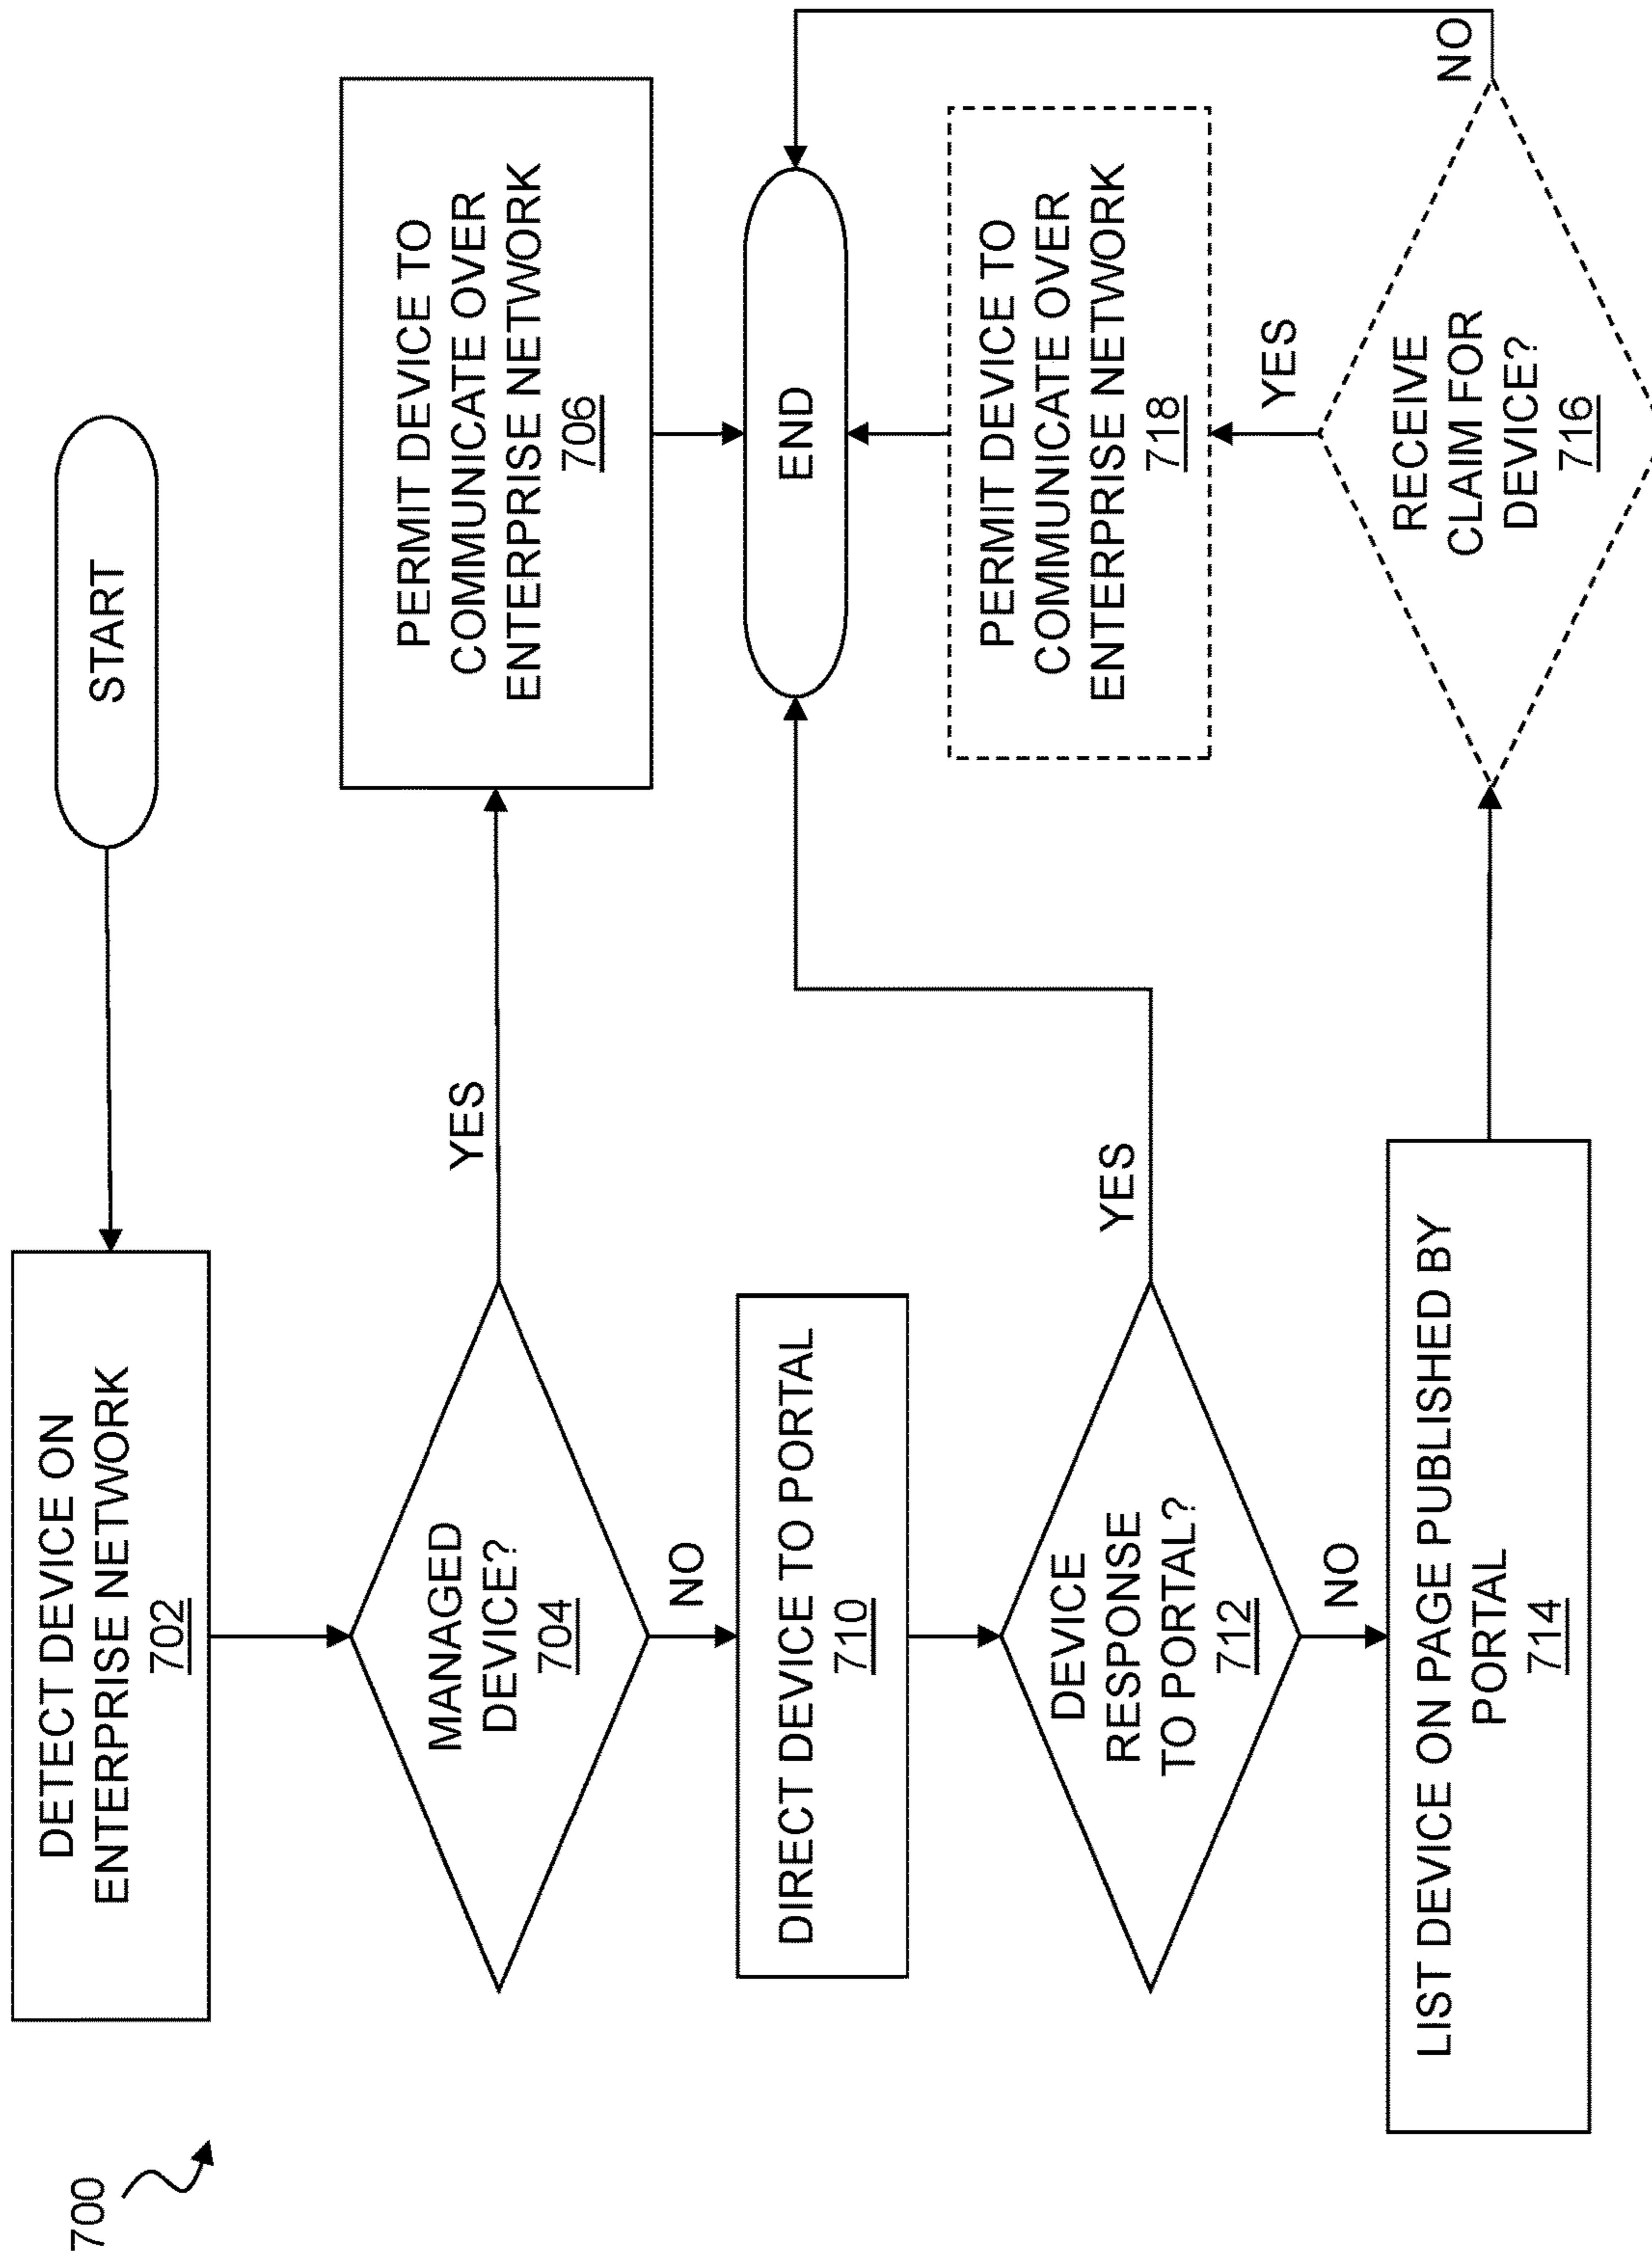 700
START
DETECT DEVICE ON
ENTERPRISE NETWORK
702
MANAGED
DEVICE?
704
YES
PERMIT DEVICE TO
COMMUNICATE OVER
ENTERPRISE NETWORK
706
NO
DIRECT DEVICE TO PORTAL
710
END
DEVICE
RESPONSE
TO PORTAL?
712
YES
PERMIT DEVICE TO
COMMUNICATE OVER
ENTERPRISE NETWORK
718
NO
YES
LIST DEVICE ON PAGE PUBLISHED BY
PORTAL
714
RECEIVE
CLAIM FOR
DEVICE?
716
NO